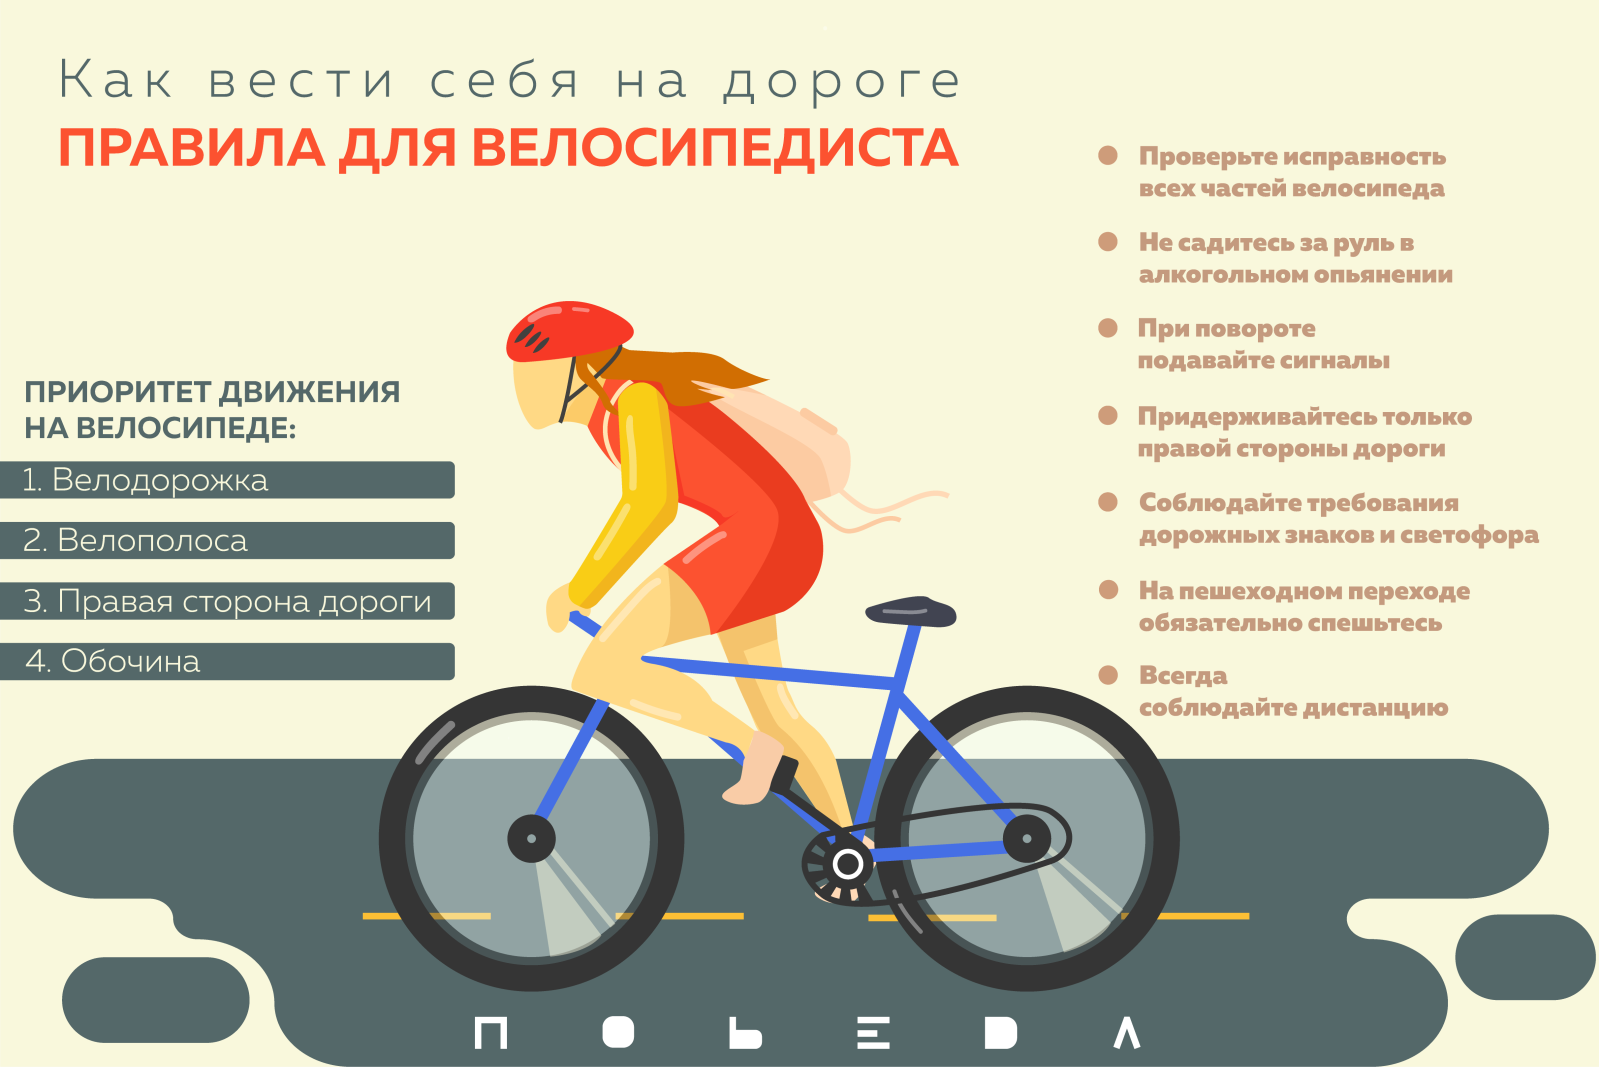 Как вести себя на дороге
ПРАВИЛА ДЛЯ ВЕЛОСИПЕДИСТА
ПРИОРИТЕТ ДВИЖЕНИЯ
НА ВЕЛОСИПЕДЕ:
1. Велодорожка
2. Велополоса
3. Правая сторона дороги
4. Обочина
Проверьте исправность
всех частей велосипеда
Не садитесь за руль в
алкогольном опьянении
При повороте
подавайте сигналы
Придерживайтесь только
правой стороны дороги
Соблюдайте требования
дорожных знаков и светофора
На пешеходном переходе
обязательно спешьтесь
Всегда
соблюдайте дистанцию
ПОБЕДА